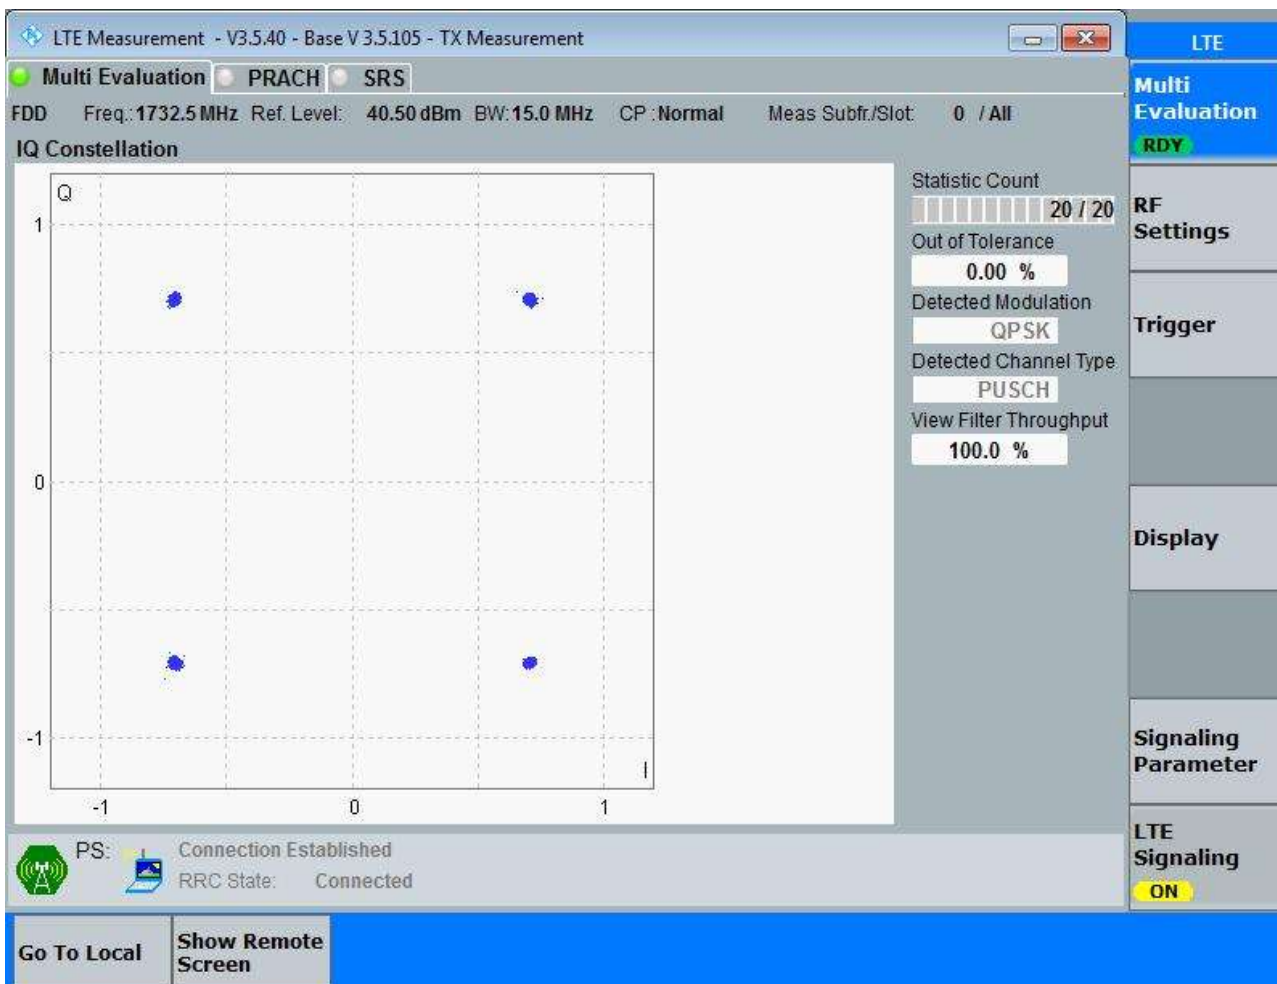 LTE Measurement - V3.5.40 - Base V 3.5.105 - TX Measurement
LTE
Multi Evaluation PRACH SRS
Multi
Evaluation
RDY
FDD Freq.: 1732.5 MHz Ref. Level: 40.50 dBm BW: 15.0 MHz CP : Normal Meas Subfr./Slot: 0 / All
IQ Constellation
Q
1
0
-1
I
-1 0 1
Statistic Count
20 / 20
Out of Tolerance
0.00 %
Detected Modulation
QPSK
Detected Channel Type
PUSCH
View Filter Throughput
100.0 %
RF
Settings
Trigger
Display
Signaling
Parameter
LTE
Signaling
ON
PS: Connection Established
RRC State: Connected
Go To Local
Show Remote
Screen